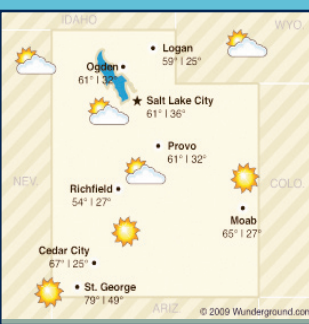 IDAHO
WYO.
Logan
59° | 25°
Ogden
61° | 32°
Salt Lake City
61° | 36°
Provo
61° | 32°
NEV.
COLO.
Richfield
54° | 27°
Moab
65° | 27°
Cedar City
67° | 25°
St. George
79° | 49°
ARIZ
© 2009 Wunderground.com